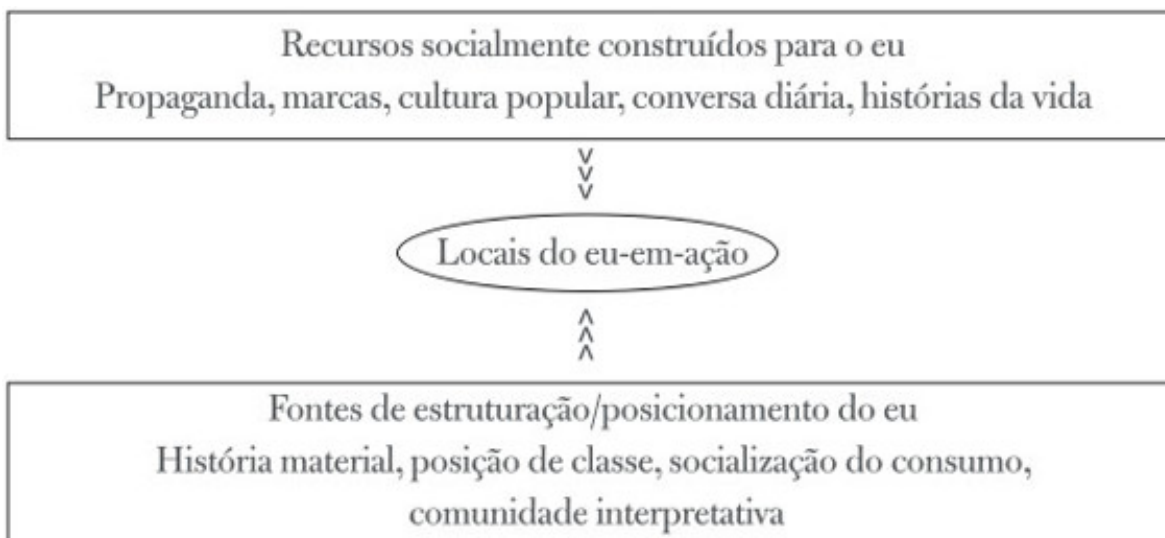 Recursos socialmente construídos para o eu
Propaganda, marcas, cultura popular, conversa diária, histórias da vida
Locais do eu-em-ação
Fontes de estruturação/posicionamento do eu
História material, posição de classe, socialização do consumo,
comunidade interpretativa